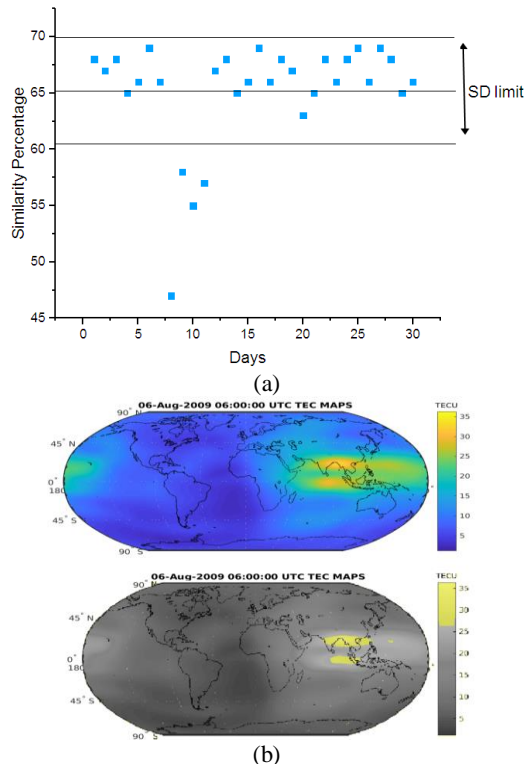 70
65
60
55
50
45
Similarity Percentage
SD limit
0 5 10 15 20 25 30
Days
(a)
06-Aug-2009 06:00:00 UTC TEC MAPS
TECU
90° N
45° N
0°
180
45° S
90° S
35
30
25
20
15
10
5
06-Aug-2009 06:00:00 UTC TEC MAPS
TECU
90° N
45° N
0°
180
45° S
90° S
35
30
25
20
15
10
5
(b)